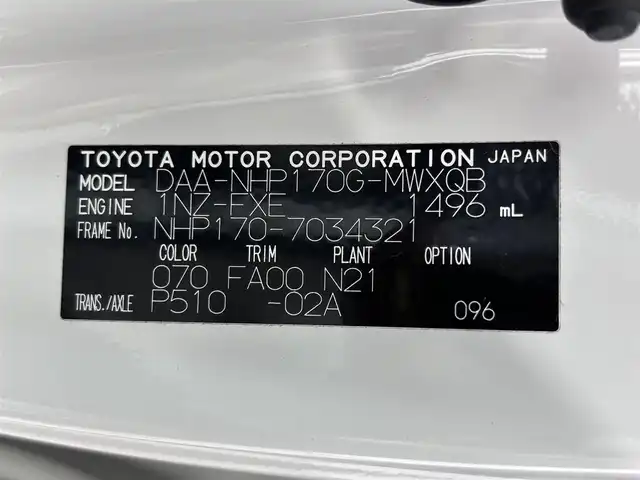 TOYOTA MOTOR CORPORATION JAPAN
MODEL DAA-NHP170G-MWXQB
ENGINE 1NZ-FXE 1496 mL
FRAME No. NHP170-7034321
COLOR TRIM PLANT OPTION
070 FA00 N21
TRANS./AXLE P510 -02A 096